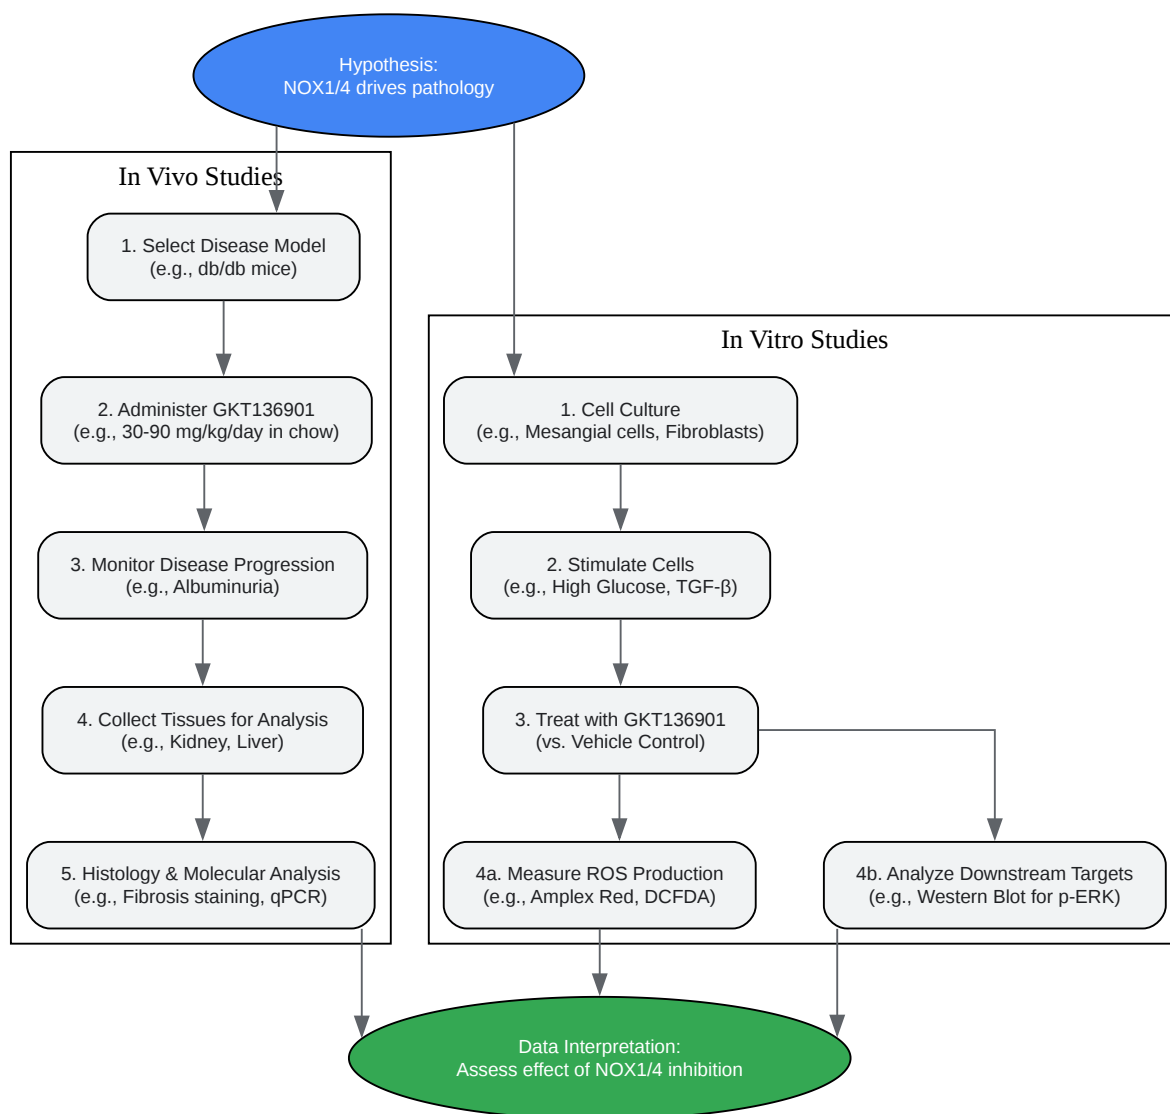 Hypothesis:
NOX1/4 drives pathology
In Vivo Studies
1. Select Disease Model
(e.g., db/db mice)
2. Administer GKT136901
(e.g., 30-90 mg/kg/day in chow)
3. Monitor Disease Progression
(e.g., Albuminuria)
4. Collect Tissues for Analysis
(e.g., Kidney, Liver)
5. Histology & Molecular Analysis
(e.g., Fibrosis staining, qPCR)
In Vitro Studies
1. Cell Culture
(e.g., Mesangial cells, Fibroblasts)
2. Stimulate Cells
(e.g., High Glucose, TGF-β)
3. Treat with GKT136901
(vs. Vehicle Control)
4a. Measure ROS Production
(e.g., Amplex Red, DCFDA)
4b. Analyze Downstream Targets
(e.g., Western Blot for p-ERK)
Data Interpretation:
Assess effect of NOX1/4 inhibition